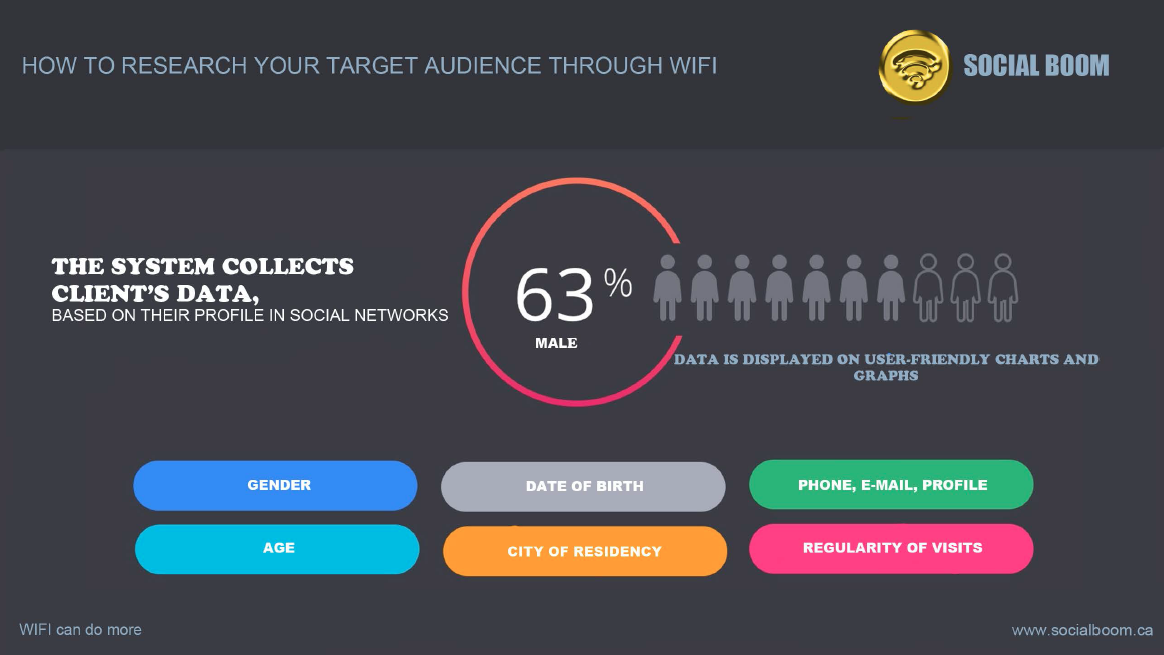 HOW TO RESEARCH YOUR TARGET AUDIENCE THROUGH WIFI
SOCIAL BOOM
THE SYSTEM COLLECTS
CLIENT'S DATA,
BASED ON THEIR PROFILE IN SOCIAL NETWORKS
63%
MALE
DATA IS DISPLAYED ON USER-FRIENDLY CHARTS AND
GRAPHS
GENDER
DATE OF BIRTH
PHONE, E-MAIL, PROFILE
AGE
CITY OF RESIDENCY
REGULARITY OF VISITS
WIFI can do more
www.socialboom.ca